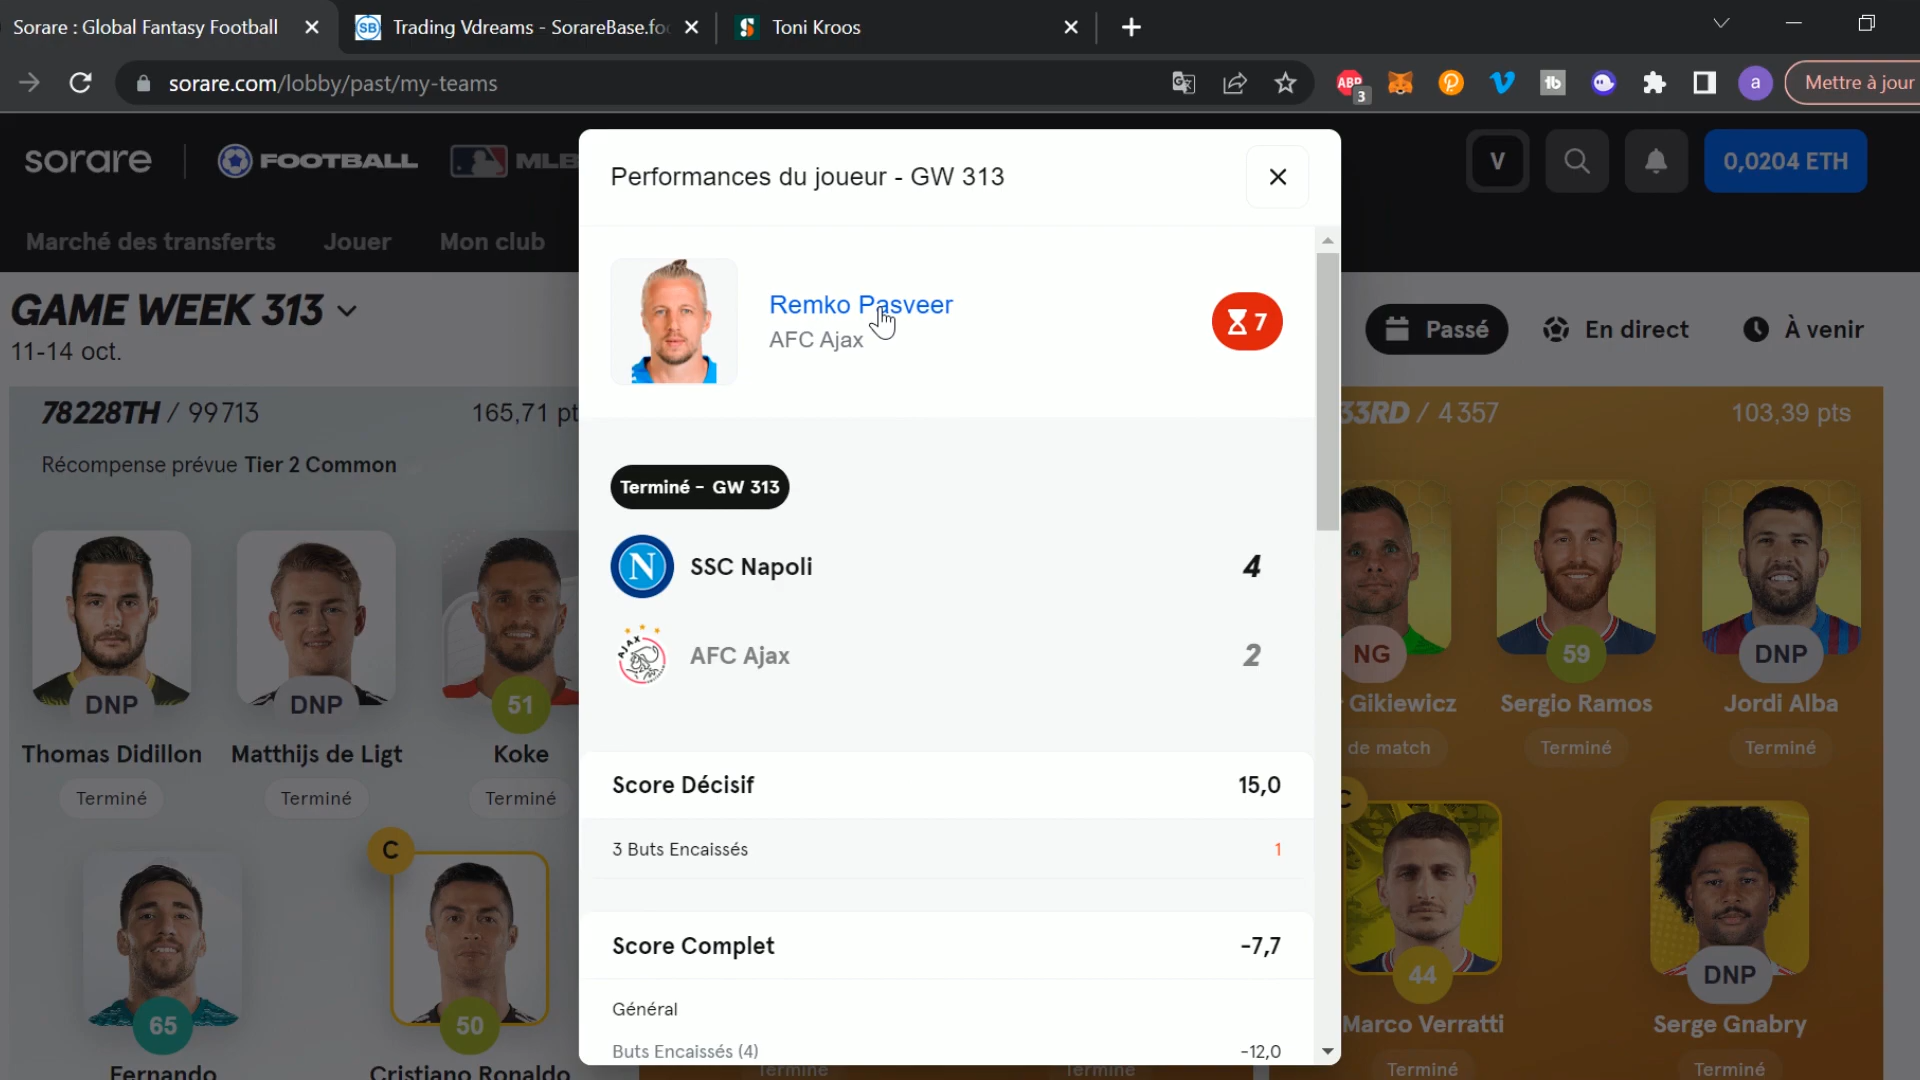 Sorare : Global Fantasy Football
Trading Vdreams - SorareBase.fo
Toni Kroos
sorare.com/lobby/past/my-teams
ABP
3
Mettre à jour
sorare
FOOTBALL
MLB
V
0,0204 ETH
Marché des transferts
Jouer
Mon club
GAME WEEK 313
11-14 oct.
Passé
En direct
À venir
78228TH / 99713
165,71 pt
Récompense prévue Tier 2 Common
DNP
DNP
51
Thomas Didillon
Matthijs de Ligt
Koke
Terminé
Terminé
Terminé
C
65
50
Fernando
Cristiano Ronaldo
Performances du joueur - GW 313
Remko Pasveer
AFC Ajax
7
Terminé - GW 313
SSC Napoli
4
AJAX
AFC Ajax
2
Score Décisif
15,0
3 Buts Encaissés
1
Score Complet
-7,7
Général
Buts Encaissés (4)
-12,0
Terminé
Terminé
33RD / 4357
103,39 pts
NG
59
DNP
Gikiewicz
Sergio Ramos
Jordi Alba
de match
Terminé
Terminé
C
44
DNP
Marco Verratti
Serge Gnabry
Terminé
Terminé